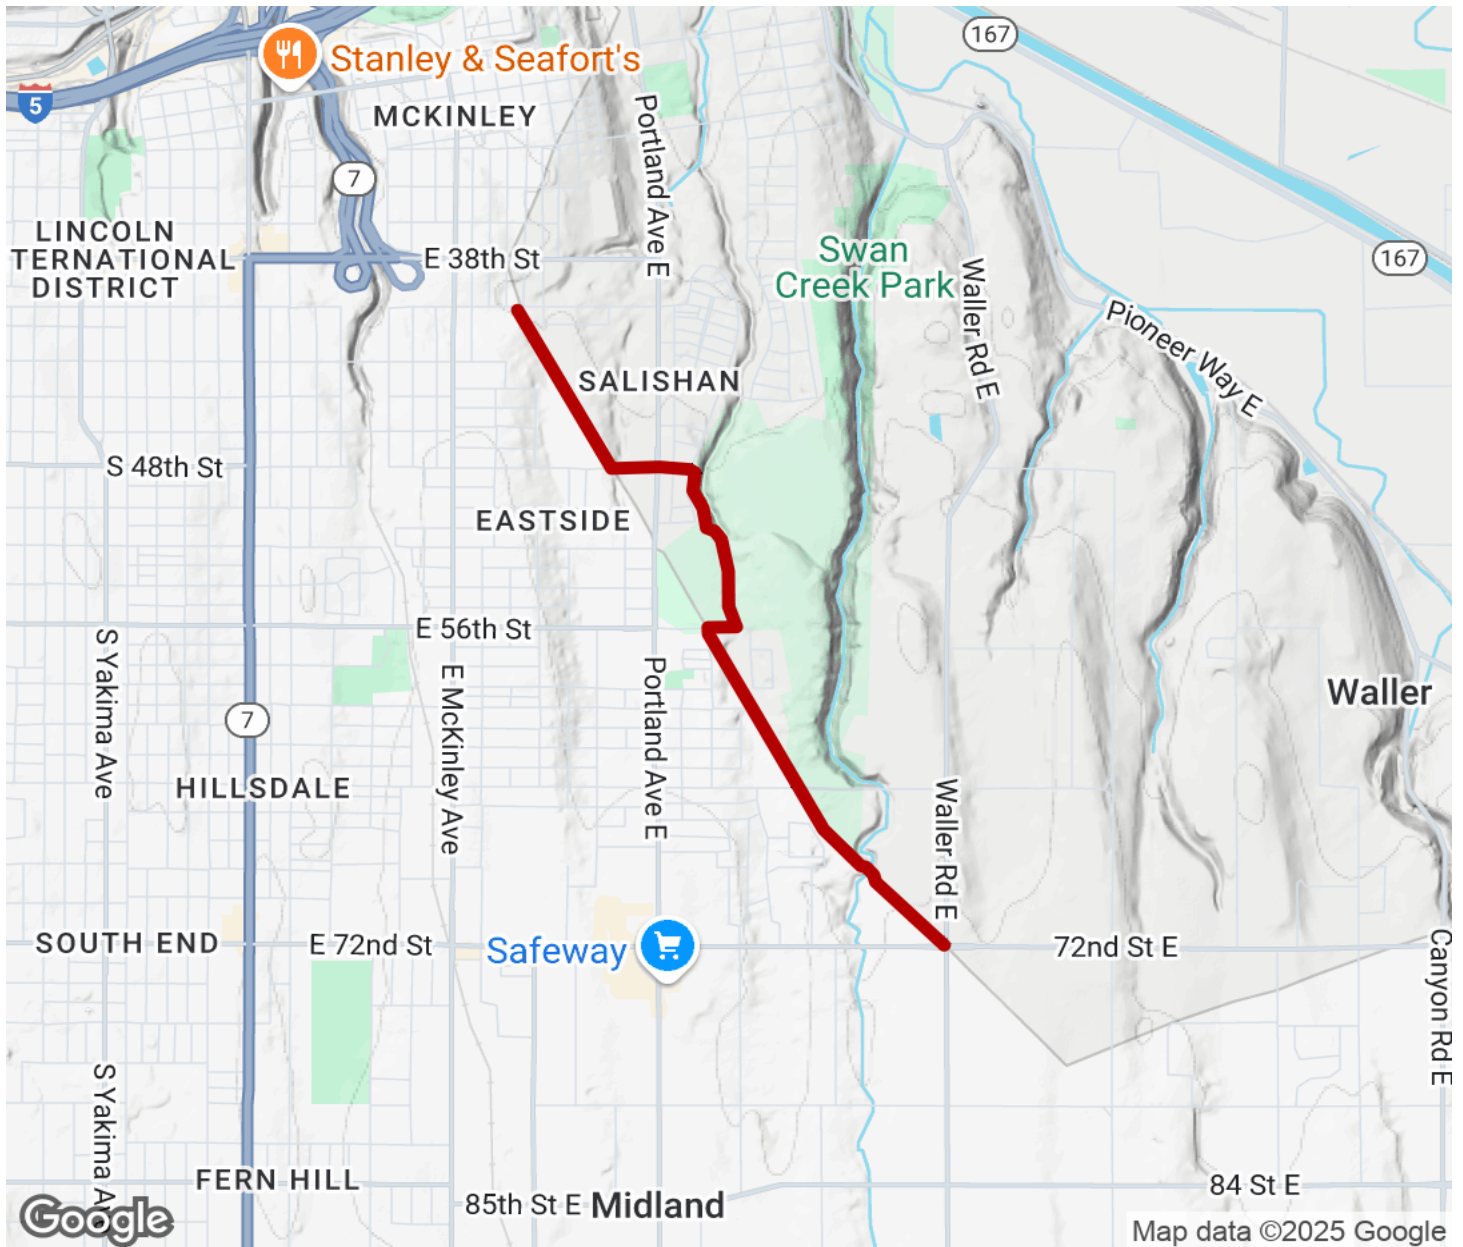 167
Stanley & Seafort's
5
MCKINLEY
Portland Ave E
7
LINCOLN
TERNATIONAL
DISTRICT
E 38th St
Swan
Creek Park
Waller Rd E
167
Pioneer Way E
SALISHAN
S 48th St
EASTSIDE
E 56th St
S Yakima Ave
E McKinley Ave
Portland Ave E
Waller
7
HILLSDALE
Waller Rd E
SOUTH END
E 72nd St
Safeway
72nd St E
Canyon Rd E
S Yakima Av
FERN HILL
85th St E
Midland
84 St E
Google
Map data ©2025 Google